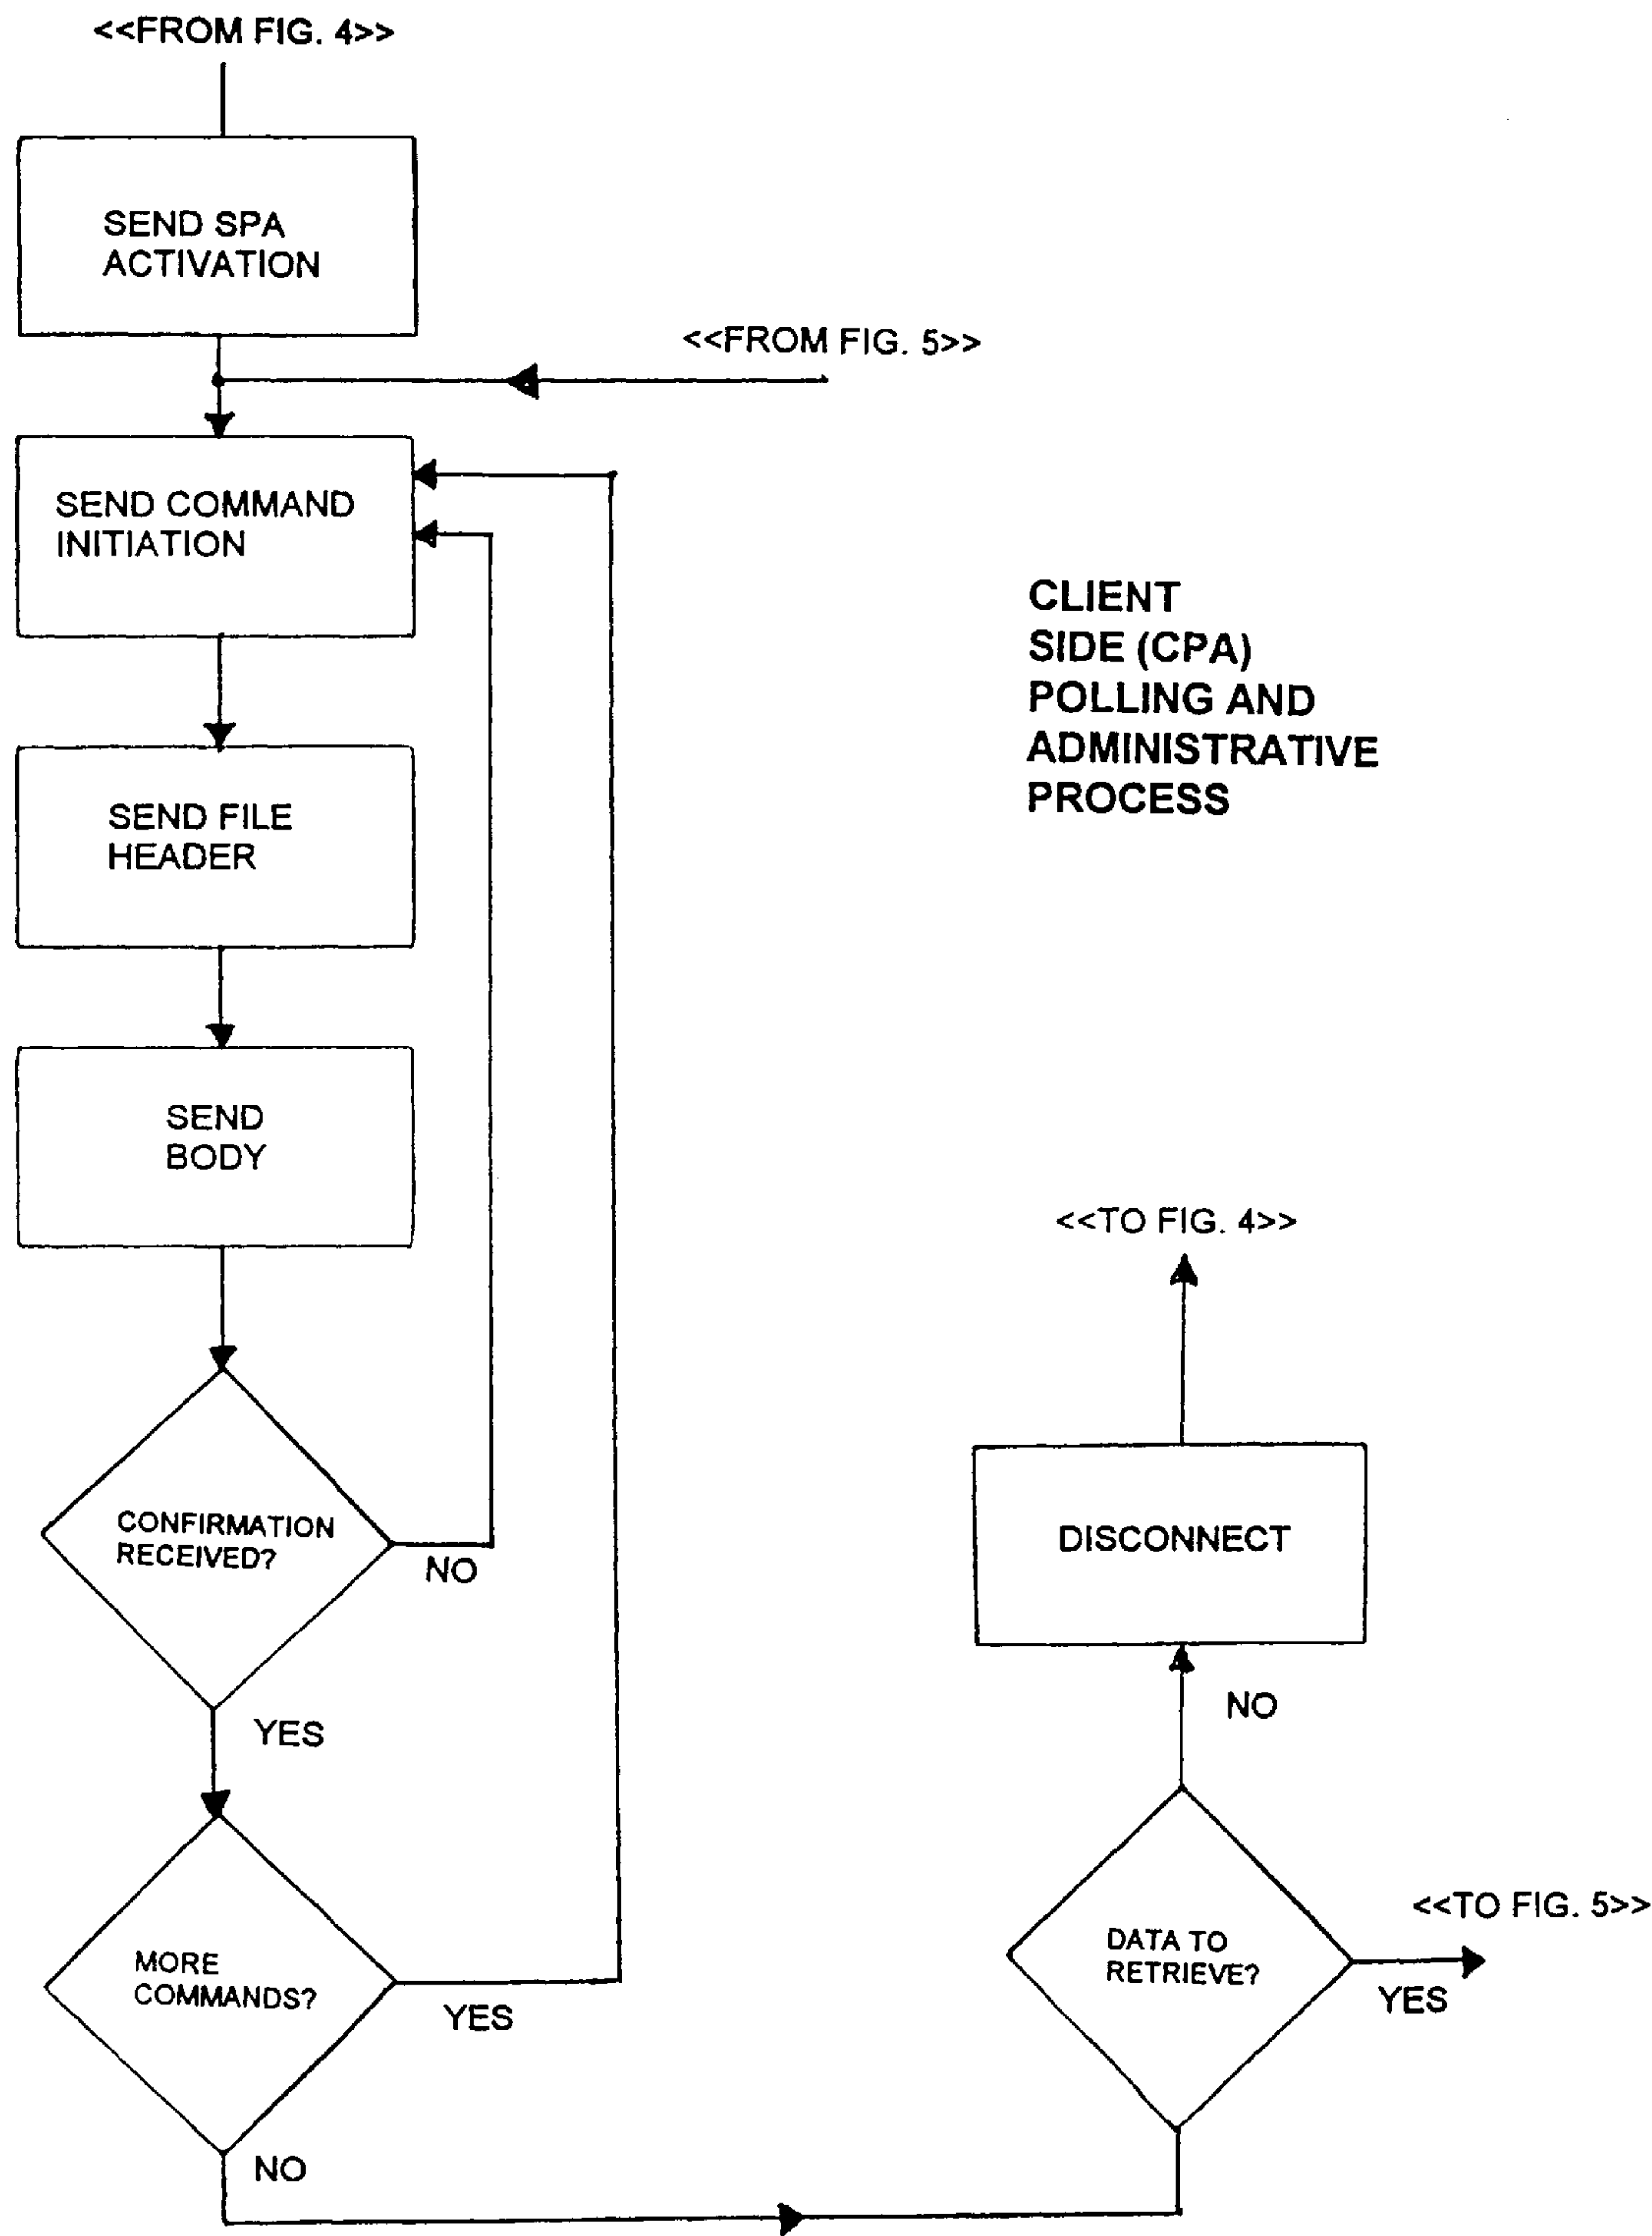 <<FROM FIG. 4>>
SEND SPA
ACTIVATION
<<FROM FIG. 5>>
SEND COMMAND
INITIATION
CLIENT
SIDE (CPA)
POLLING AND
ADMINISTRATIVE
PROCESS
SEND FILE
HEADER
SEND
BODY
CONFIRMATION
RECEIVED?
NO
YES
MORE
COMMANDS?
YES
NO
<<TO FIG. 4>>
DISCONNECT
NO
DATA TO
RETRIEVE?
<<TO FIG. 5>>
YES